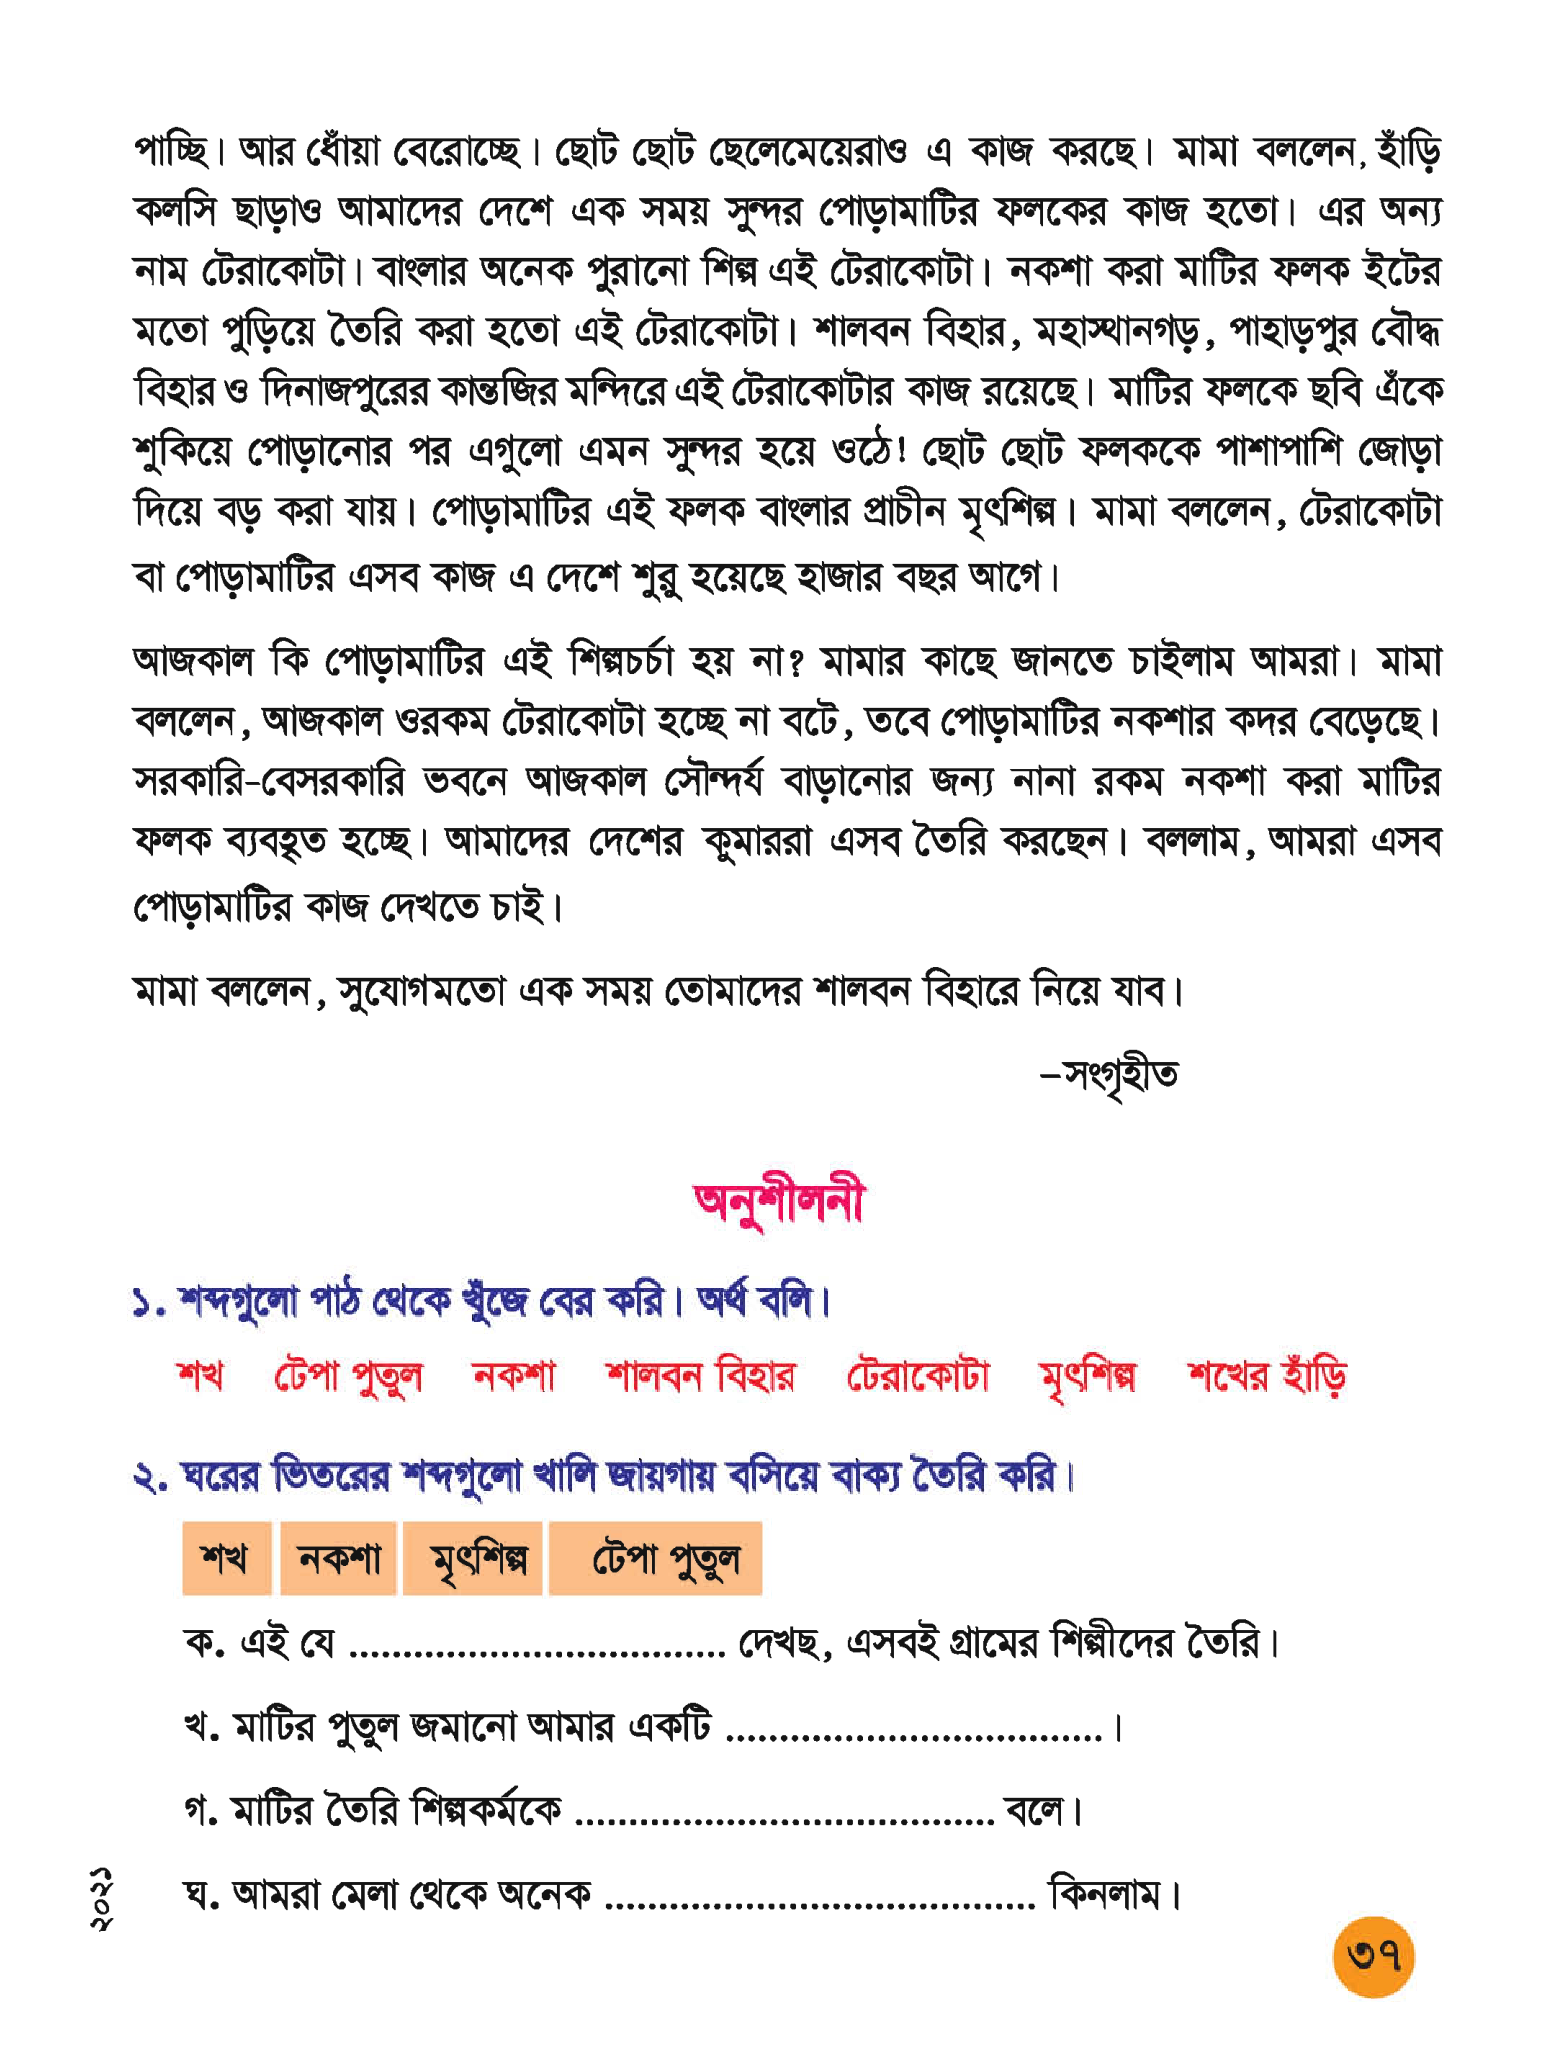 পাচ্ছি। আর ধোঁয়া বেরোচ্ছে। ছোট ছোট ছেলেমেয়েরাও এ কাজ করছে। মামা বললেন, হাঁড়ি
কলসি ছাড়াও আমাদের দেশে এক সময় সুন্দর পোড়ামাটির ফলকের কাজ হতো। এর অন্য
নাম টেরাকোটা। বাংলার অনেক পুরানো শিল্প এই টেরাকোটা। নকশা করা মাটির ফলক ইটের
মতো পুড়িয়ে তৈরি করা হতো এই টেরাকোটা। শালবন বিহার, মহাস্থানগড়, পাহাড়পুর বৌদ্ধ
বিহার ও দিনাজপুরের কান্তজির মন্দিরে এই টেরাকোটার কাজ রয়েছে। মাটির ফলকে ছবি এঁকে
শুকিয়ে পোড়ানোর পর এগুলো এমন সুন্দর হয়ে ওঠে! ছোট ছোট ফলককে পাশাপাশি জোড়া
দিয়ে বড় করা যায়। পোড়ামাটির এই ফলক বাংলার প্রাচীন মৃৎশিল্প। মামা বললেন, টেরাকোটা
বা পোড়ামাটির এসব কাজ এ দেশে শুরু হয়েছে হাজার বছর আগে।
আজকাল কি পোড়ামাটির এই শিল্পচর্চা হয় না? মামার কাছে জানতে চাইলাম আমরা। মামা
বললেন, আজকাল ওরকম টেরাকোটা হচ্ছে না বটে, তবে পোড়ামাটির নকশার কদর বেড়েছে।
সরকারি-বেসরকারি ভবনে আজকাল সৌন্দর্য বাড়ানোর জন্য নানা রকম নকশা করা মাটির
ফলক ব্যবহৃত হচ্ছে। আমাদের দেশের কুমাররা এসব তৈরি করছেন। বললাম, আমরা এসব
পোড়ামাটির কাজ দেখতে চাই।
মামা বললেন, সুযোগমতো এক সময় তোমাদের শালবন বিহারে নিয়ে যাব।
–সংগৃহীত
অনুশীলনী
১. শব্দগুলো পাঠ থেকে খুঁজে বের করি। অর্থ বলি।
শখ টেপা পুতুল নকশা শালবন বিহার টেরাকোটা মৃৎশিল্প শখের হাঁড়ি
২. ঘরের ভিতরের শব্দগুলো খালি জায়গায় বসিয়ে বাক্য তৈরি করি।
শখ নকশা মৃৎশিল্প টেপা পুতুল
ক. এই যে ................................... দেখছ, এসবই গ্রামের শিল্পীদের তৈরি।
খ. মাটির পুতুল জমানো আমার একটি ................................... ।
গ. মাটির তৈরি শিল্পকর্মকে ....................................... বলে।
ঘ. আমরা মেলা থেকে অনেক ........................................ কিনলাম।
২০২১
৩৭